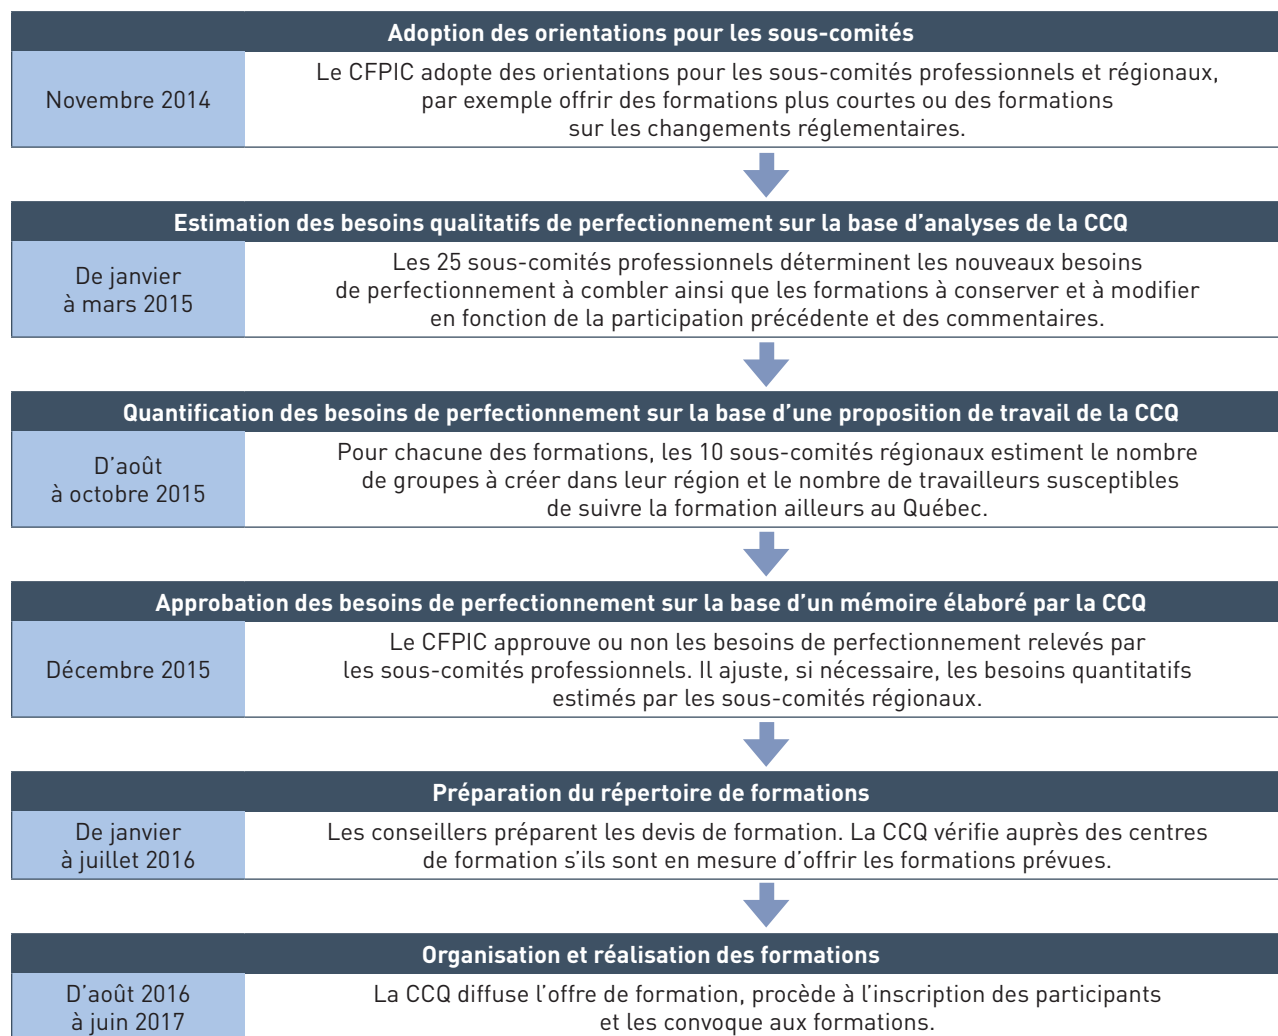 Adoption des orientations pour les sous-comités
Novembre 2014
Le CFPIC adopte des orientations pour les sous-comités professionnels et régionaux,
par exemple offrir des formations plus courtes ou des formations
sur les changements réglementaires.
Estimation des besoins qualitatifs de perfectionnement sur la base d’analyses de la CCQ
De janvier
à mars 2015
Les 25 sous-comités professionnels déterminent les nouveaux besoins
de perfectionnement à combler ainsi que les formations à conserver et à modifier
en fonction de la participation précédente et des commentaires.
Quantification des besoins de perfectionnement sur la base d’une proposition de travail de la CCQ
D’août
à octobre 2015
Pour chacune des formations, les 10 sous-comités régionaux estiment le nombre
de groupes à créer dans leur région et le nombre de travailleurs susceptibles
de suivre la formation ailleurs au Québec.
Approbation des besoins de perfectionnement sur la base d’un mémoire élaboré par la CCQ
Décembre 2015
Le CFPIC approuve ou non les besoins de perfectionnement relevés par
les sous-comités professionnels. Il ajuste, si nécessaire, les besoins quantitatifs
estimés par les sous-comités régionaux.
Préparation du répertoire de formations
De janvier
à juillet 2016
Les conseillers préparent les devis de formation. La CCQ vérifie auprès des centres
de formation s’ils sont en mesure d’offrir les formations prévues.
Organisation et réalisation des formations
D’août 2016
à juin 2017
La CCQ diffuse l’offre de formation, procède à l’inscription des participants
et les convoque aux formations.